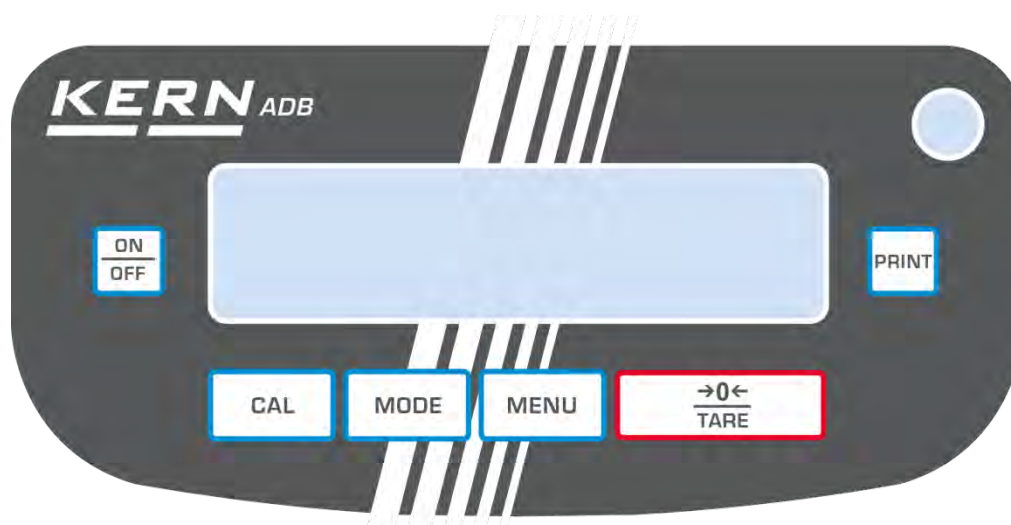 KERN ADB
ON
OFF
PRINT
CAL
MODE
MENU
→0←
TARE